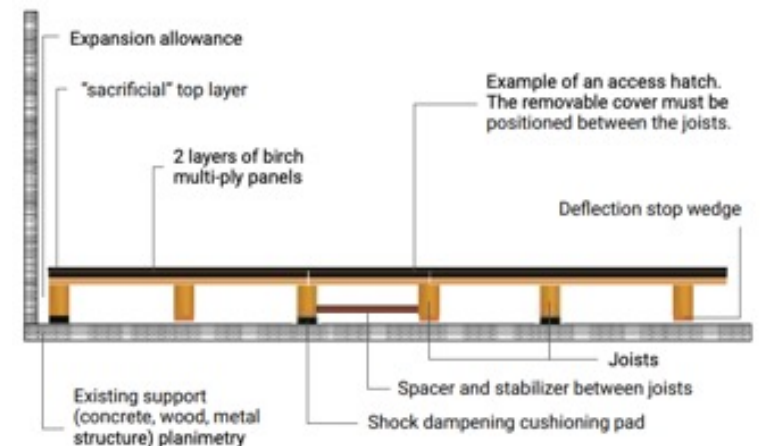 Expansion allowance
"sacrificial" top layer
2 layers of birch
multi-ply panels
Example of an access hatch.
The removable cover must be
positioned between the joists.
Deflection stop wedge
Joists
Spacer and stabilizer between joists
Shock dampening cushioning pad
Existing support
(concrete, wood, metal
structure) planimetry